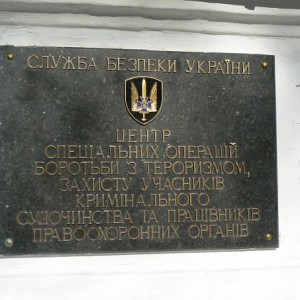 СЛУЖБА БЕЗПЕКИ УКРАЇНИ
ЦЕНТР
СПЕЦІАЛЬНИХ ОПЕРАЦІЙ
БОРОТЬБИ З ТЕРОРИЗМОМ,
ЗАХИСТУ УЧАСНИКІВ
КРИМІНАЛЬНОГО
СУДОЧИНСТВА ТА ПРАЦІВНИКІВ
ПРАВООХОРОННИХ ОРГАНІВ